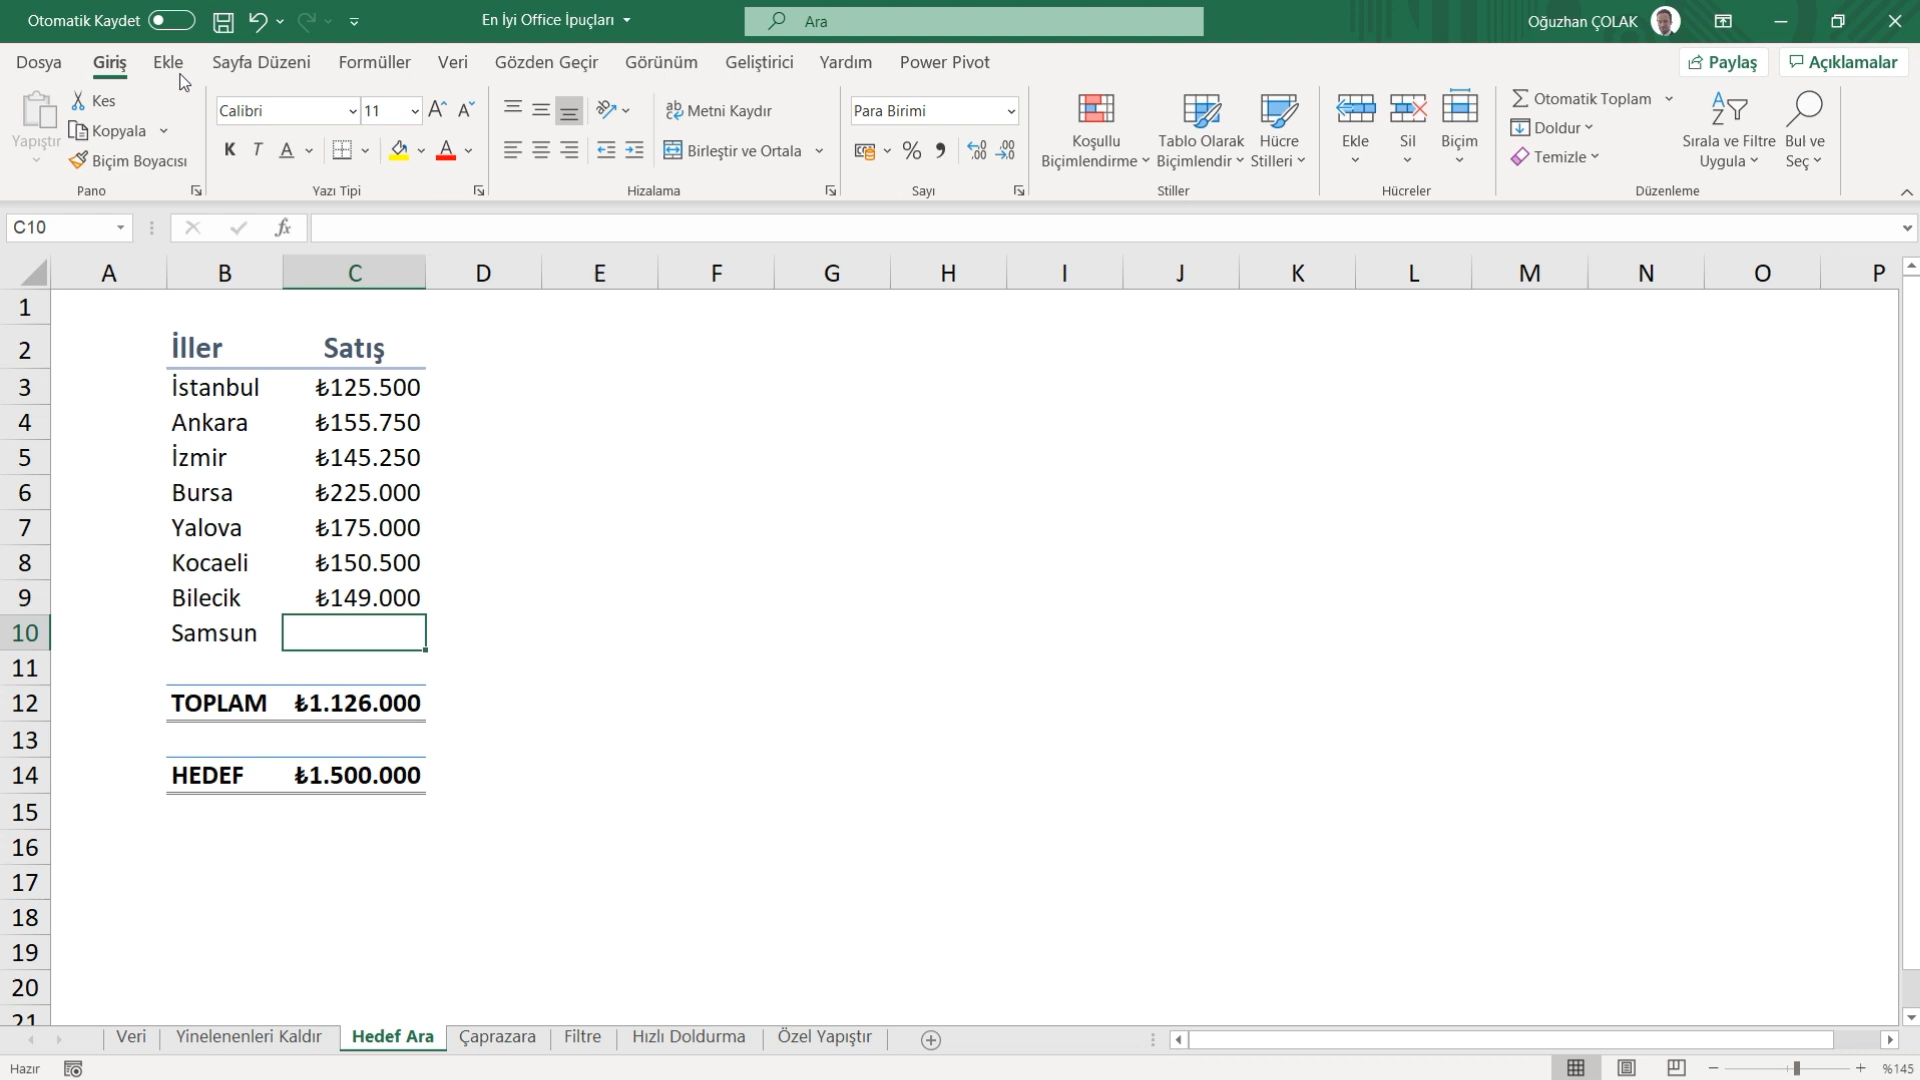 Otomatik Kaydet
En İyi Office İpuçları
Ara
Oğuzhan ÇOLAK
Dosya Giriş Ekle Sayfa Düzeni Formüller Veri Gözden Geçir Görünüm Geliştirici Yardım Power Pivot
Paylaş Açıklamalar
Yapıştır
Kes
Kopyala
Biçim Boyacısı
Pano
Calibri 11
K T A
Yazı Tipi
Metni Kaydır
Birleştir ve Ortala
Hizalama
Para Birimi
Sayı
Koşullu
Biçimlendirme
Tablo Olarak
Biçimlendir
Hücre
Stilleri
Stiller
Ekle
Sil
Biçim
Hücreler
Otomatik Toplam
Doldur
Temizle
Sırala ve Filtre
Uygula
Bul ve
Seç
Düzenleme
C10
fx
A B C D E F G H I J K L M N O P
1
2 İller Satış
3 İstanbul ₺125.500
4 Ankara ₺155.750
5 İzmir ₺145.250
6 Bursa ₺225.000
7 Yalova ₺175.000
8 Kocaeli ₺150.500
9 Bilecik ₺149.000
10 Samsun
11
12 TOPLAM ₺1.126.000
13
14 HEDEF ₺1.500.000
15
16
17
18
19
20
21
Veri Yinelenenleri Kaldır Hedef Ara Çaprazara Filtre Hızlı Doldurma Özel Yapıştır
Hazır
%145